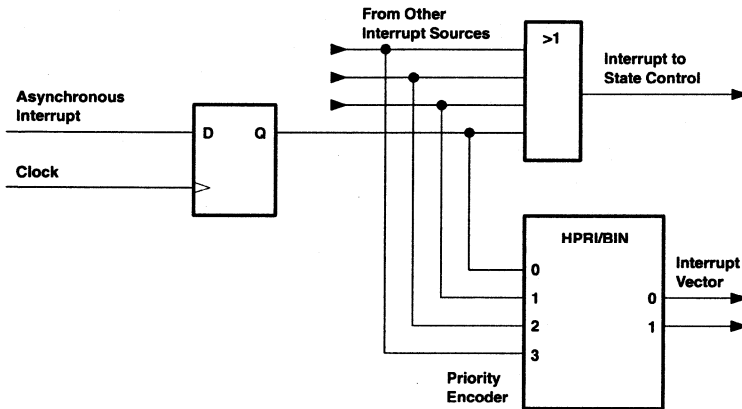 From Other
Interrupt Sources
>1
Interrupt to
State Control
Asynchronous
Interrupt
D Q
Clock
HPRI/BIN
Interrupt
Vector
0
1
2
3
0
1
Priority
Encoder